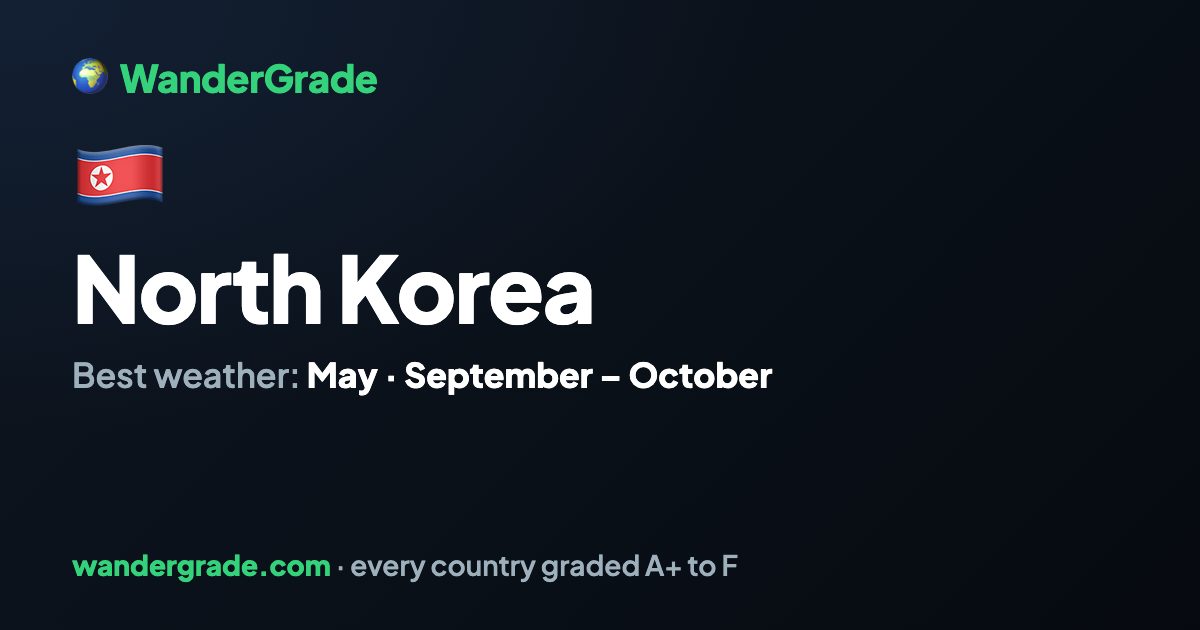 WanderGrade
North Korea
Best weather: May · September – October
wandergrade.com · every country graded A+ to F